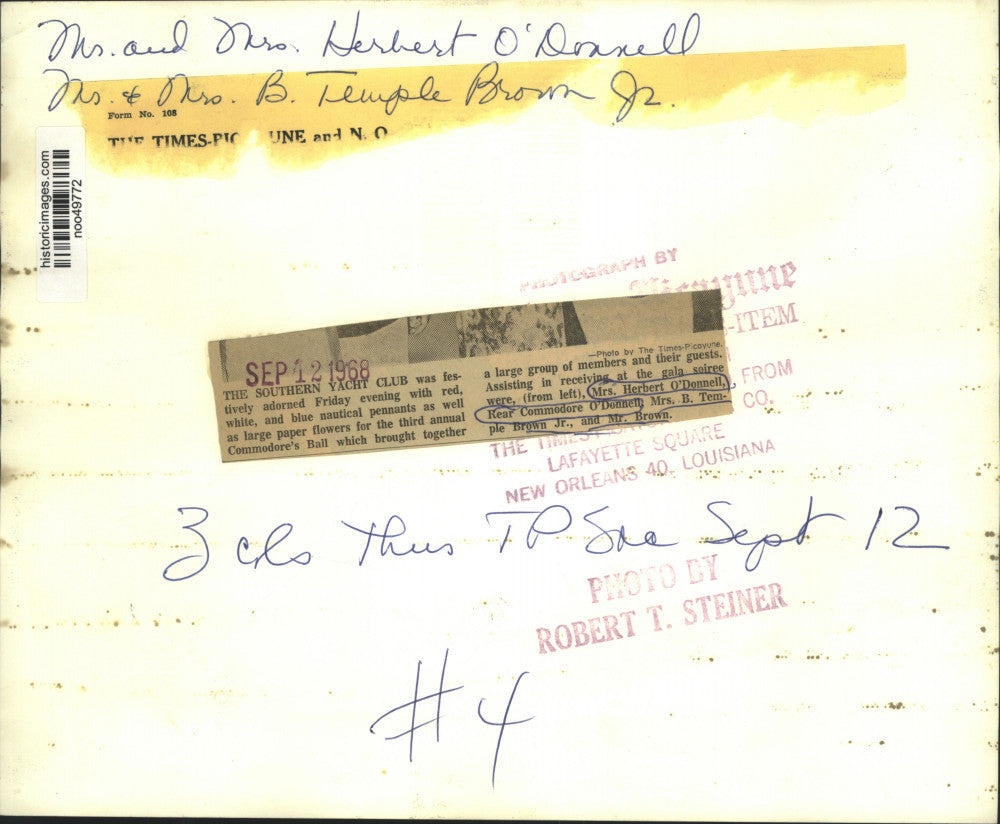 Mr. and Mrs. Herbert O'Donnell
Mr. & Mrs. B. Temple Brown Jr.
Form No. 108
THE TIMES-PIC YUNE and N. O.
historicimages.com
noo49772
PHOTOGRAPH BY
Picayune
-ITEM
FROM
CO.
THE TIMES-
LAFAYETTE SQUARE
NEW ORLEANS 40, LOUISIANA
SEP 12 1968
THE SOUTHERN YACHT CLUB was fes-
tively adorned Friday evening with red,
white, and blue nautical pennants as well
as large paper flowers for the third annual
Commodore's Ball which brought together
—Photo by The Times-Picayune.
a large group of members and their guests.
Assisting in receiving at the gala soiree
were, (from left), Mrs. Herbert O'Donnell,
Rear Commodore O'Donnell, Mrs. B. Tem-
ple Brown Jr., and Mr. Brown.
3 cols Thus TP Soc Sept 12
PHOTO BY
ROBERT T. STEINER
#4